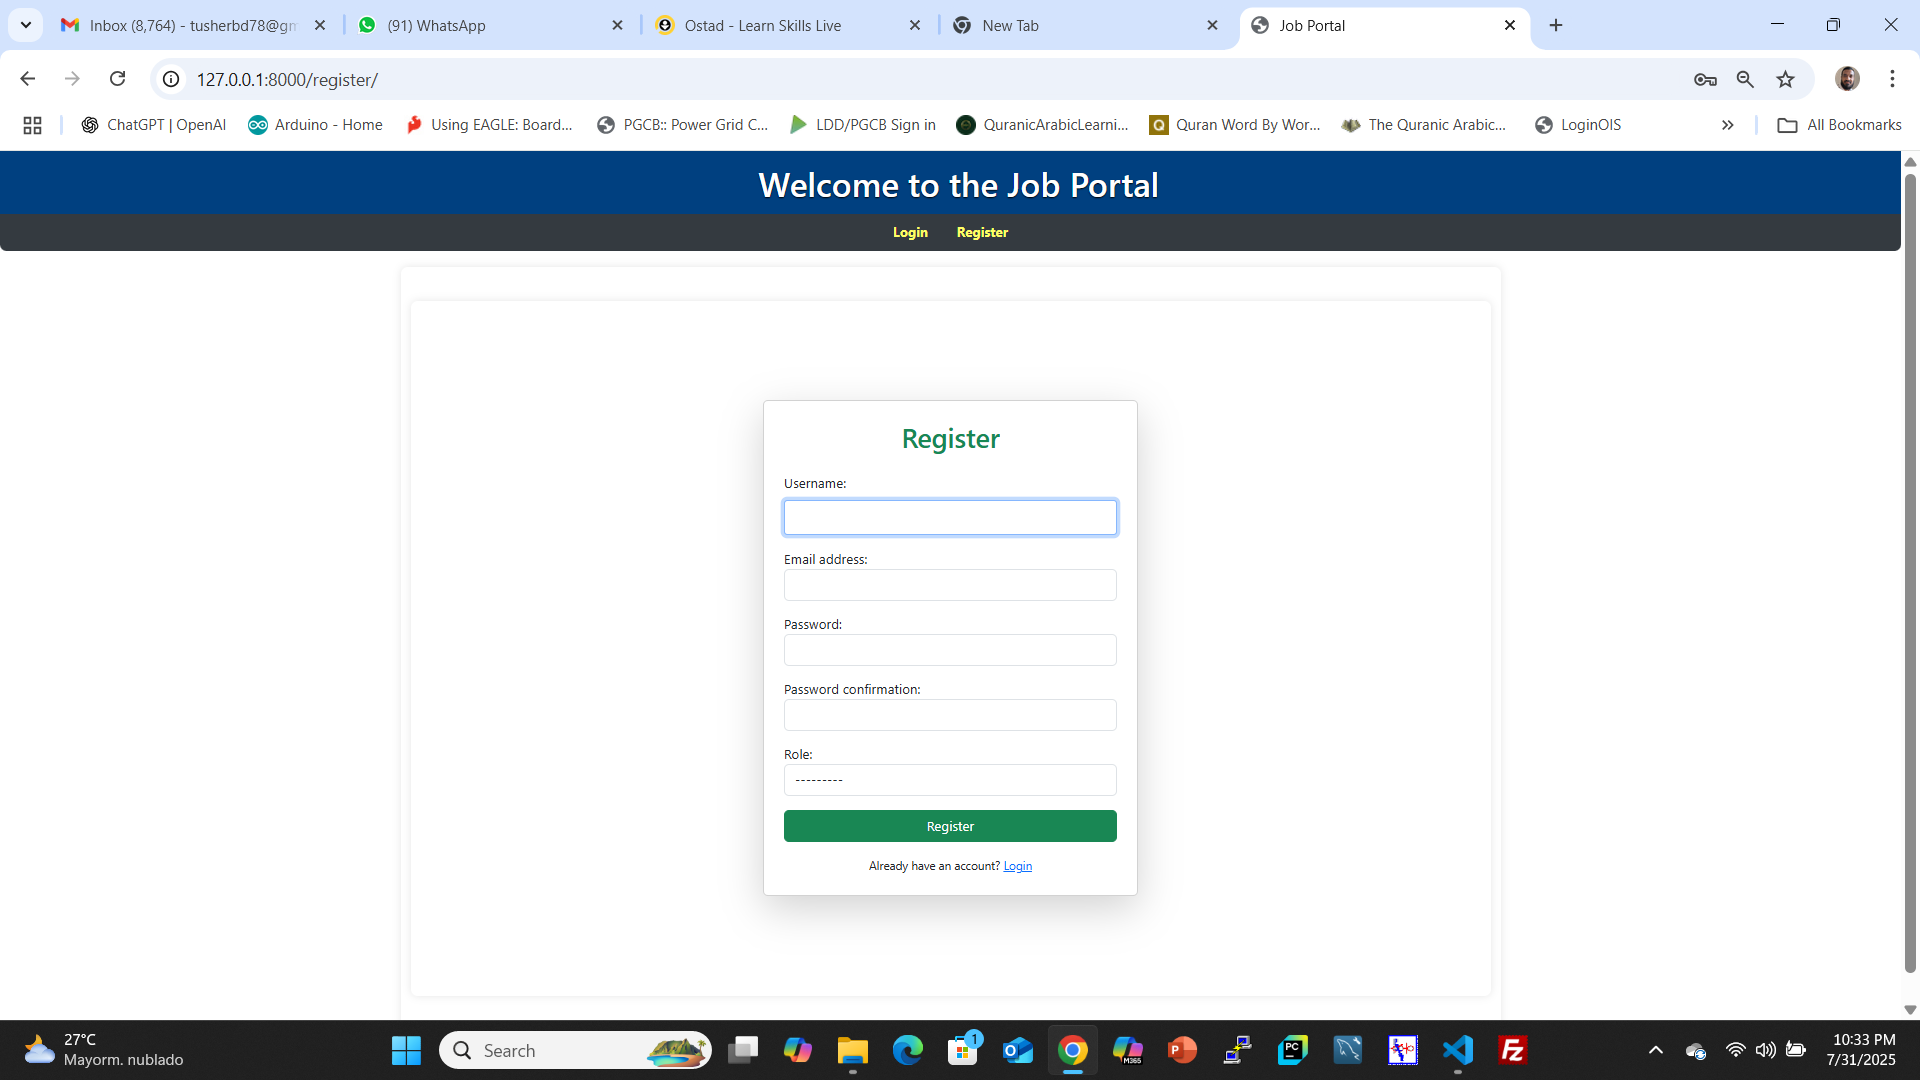 Inbox (8,764) - tusherbd78@gm
(91) WhatsApp
Ostad - Learn Skills Live
New Tab
Job Portal
127.0.0.1:8000/register/
ChatGPT | OpenAI
Arduino - Home
Using EAGLE: Board...
PGCB:: Power Grid C...
LDD/PGCB Sign in
QuranicArabicLearni...
Quran Word By Wor...
The Quranic Arabic...
LoginOIS
All Bookmarks
Welcome to the Job Portal
Login
Register
Register
Username:
Email address:
Password:
Password confirmation:
Role:
---------
Register
Already have an account? Login
27°C
Mayorm. nublado
Search
1
M365
PC
10:33 PM
7/31/2025